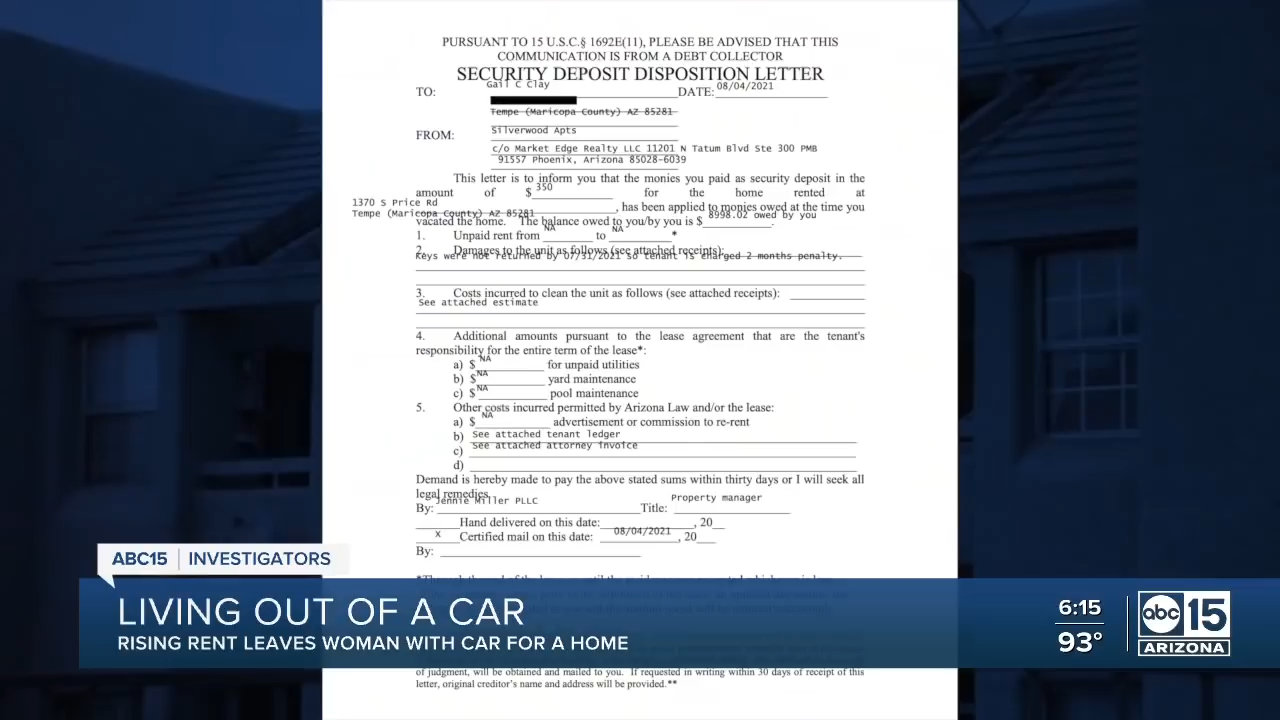 PURSUANT TO 15 U.S.C.§ 1692E(11), PLEASE BE ADVISED THAT THIS
COMMUNICATION IS FROM A DEBT COLLECTOR
SECURITY DEPOSIT DISPOSITION LETTER
TO: Gail C Clay DATE: 08/04/2021
Tempe (Maricopa County) AZ 85281
FROM: Silverwood Apts
c/o Market Edge Realty LLC 11201 N Tatum Blvd Ste 300 PMB
91557 Phoenix, Arizona 85028-6039
This letter is to inform you that the monies you paid as security deposit in the
amount of $ 350 for the home rented at
1370 S Price Rd
Tempe (Maricopa County) AZ 85281, has been applied to monies owed at the time you
vacated the home. The balance owed to you/by you is $ 8998.02 owed by you.
1. Unpaid rent from NA to NA *
2. Damages to the unit as follows (see attached receipts):
Keys were not returned by 07/31/2021 so tenant is charged 2 months penalty.
3. Costs incurred to clean the unit as follows (see attached receipts):
See attached estimate
4. Additional amounts pursuant to the lease agreement that are the tenant's
responsibility for the entire term of the lease*:
a) $ NA for unpaid utilities
b) $ NA yard maintenance
c) $ NA pool maintenance
5. Other costs incurred permitted by Arizona Law and/or the lease:
a) $ NA advertisement or commission to re-rent
b) See attached tenant ledger
c) See attached attorney invoice
d)
Demand is hereby made to pay the above stated sums within thirty days or I will seek all
legal remedies.
By: Jennie Miller PLLC Title: Property manager
Hand delivered on this date: , 20
x Certified mail on this date: 08/04/2021, 20
By:
ABC15 INVESTIGATORS
LIVING OUT OF A CAR
RISING RENT LEAVES WOMAN WITH CAR FOR A HOME
6:15
93°
abc 15
ARIZONA
of judgment, will be obtained and mailed to you. If requested in writing within 30 days of receipt of this
letter, original creditor's name and address will be provided.**